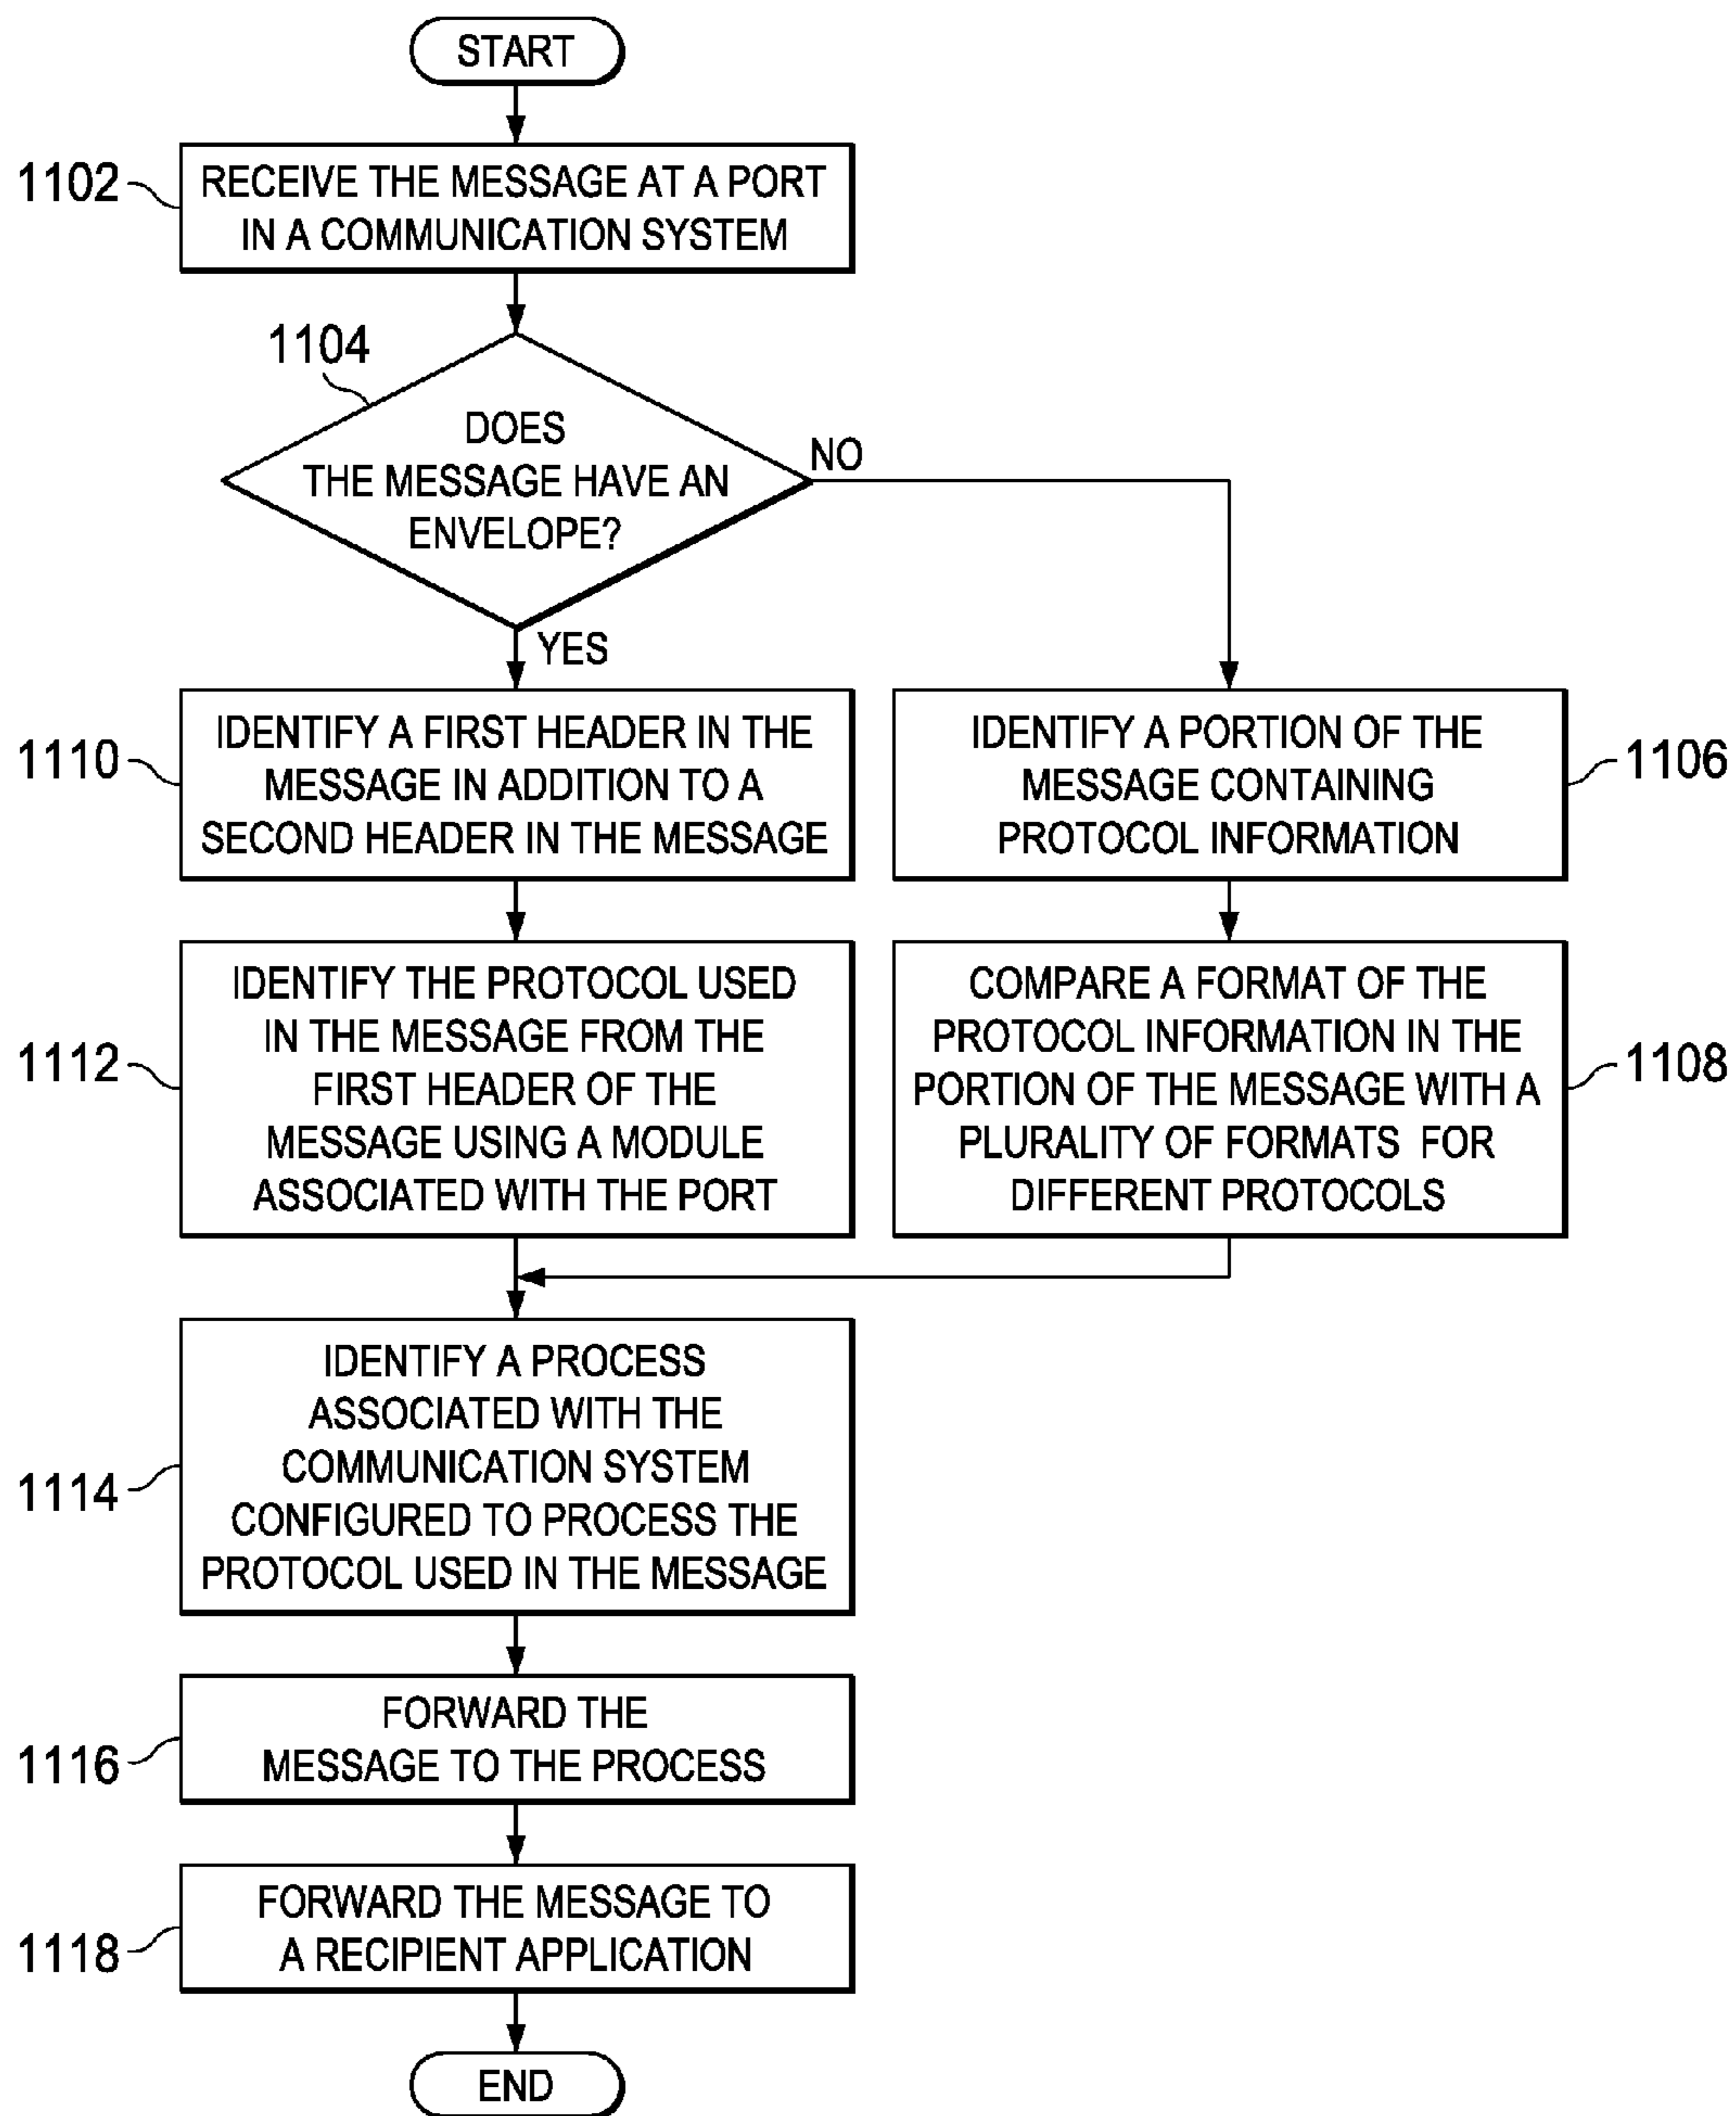 START
1102
RECEIVE THE MESSAGE AT A PORT
IN A COMMUNICATION SYSTEM
1104
DOES
THE MESSAGE HAVE AN
ENVELOPE?
NO
YES
1110
IDENTIFY A FIRST HEADER IN THE
MESSAGE IN ADDITION TO A
SECOND HEADER IN THE MESSAGE
IDENTIFY A PORTION OF THE
MESSAGE CONTAINING
PROTOCOL INFORMATION
1106
1112
IDENTIFY THE PROTOCOL USED
IN THE MESSAGE FROM THE
FIRST HEADER OF THE
MESSAGE USING A MODULE
ASSOCIATED WITH THE PORT
COMPARE A FORMAT OF THE
PROTOCOL INFORMATION IN THE
PORTION OF THE MESSAGE WITH A
PLURALITY OF FORMATS FOR
DIFFERENT PROTOCOLS
1108
1114
IDENTIFY A PROCESS
ASSOCIATED WITH THE
COMMUNICATION SYSTEM
CONFIGURED TO PROCESS THE
PROTOCOL USED IN THE MESSAGE
1116
FORWARD THE
MESSAGE TO THE PROCESS
1118
FORWARD THE MESSAGE TO
A RECIPIENT APPLICATION
END